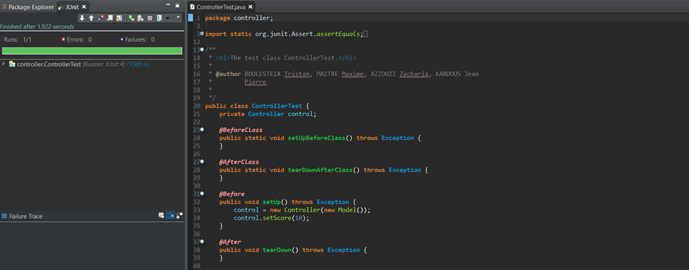 Package Explorer
JUnit
Finished after 1,922 seconds
Runs: 1/1
Errors: 0
Failures: 0
controller.ControllerTest [Runner: JUnit 4] (1,905 s)
Failure Trace
ControllerTest.java
1 package controller;
2
3 import static org.junit.Assert.assertEquals;
12
13 /**
14 * <h1>The test class ControllerTest.</h1>
15 *
16 * @author BOULESTEIX Tristan, MAITRE Maxime, AZZOUZI Zacharia, KARDOUS Jean
17 * Pierre
18 *
19 */
20 public class ControllerTest {
21 private Controller control;
22
23 @BeforeClass
24 public static void setUpBeforeClass() throws Exception {
25 }
26
27 @AfterClass
28 public static void tearDownAfterClass() throws Exception {
29 }
30
31 @Before
32 public void setUp() throws Exception {
33 control = new Controller(new Model());
34 control.setScore(10);
35 }
36
37 @After
38 public void tearDown() throws Exception {
39 }
40